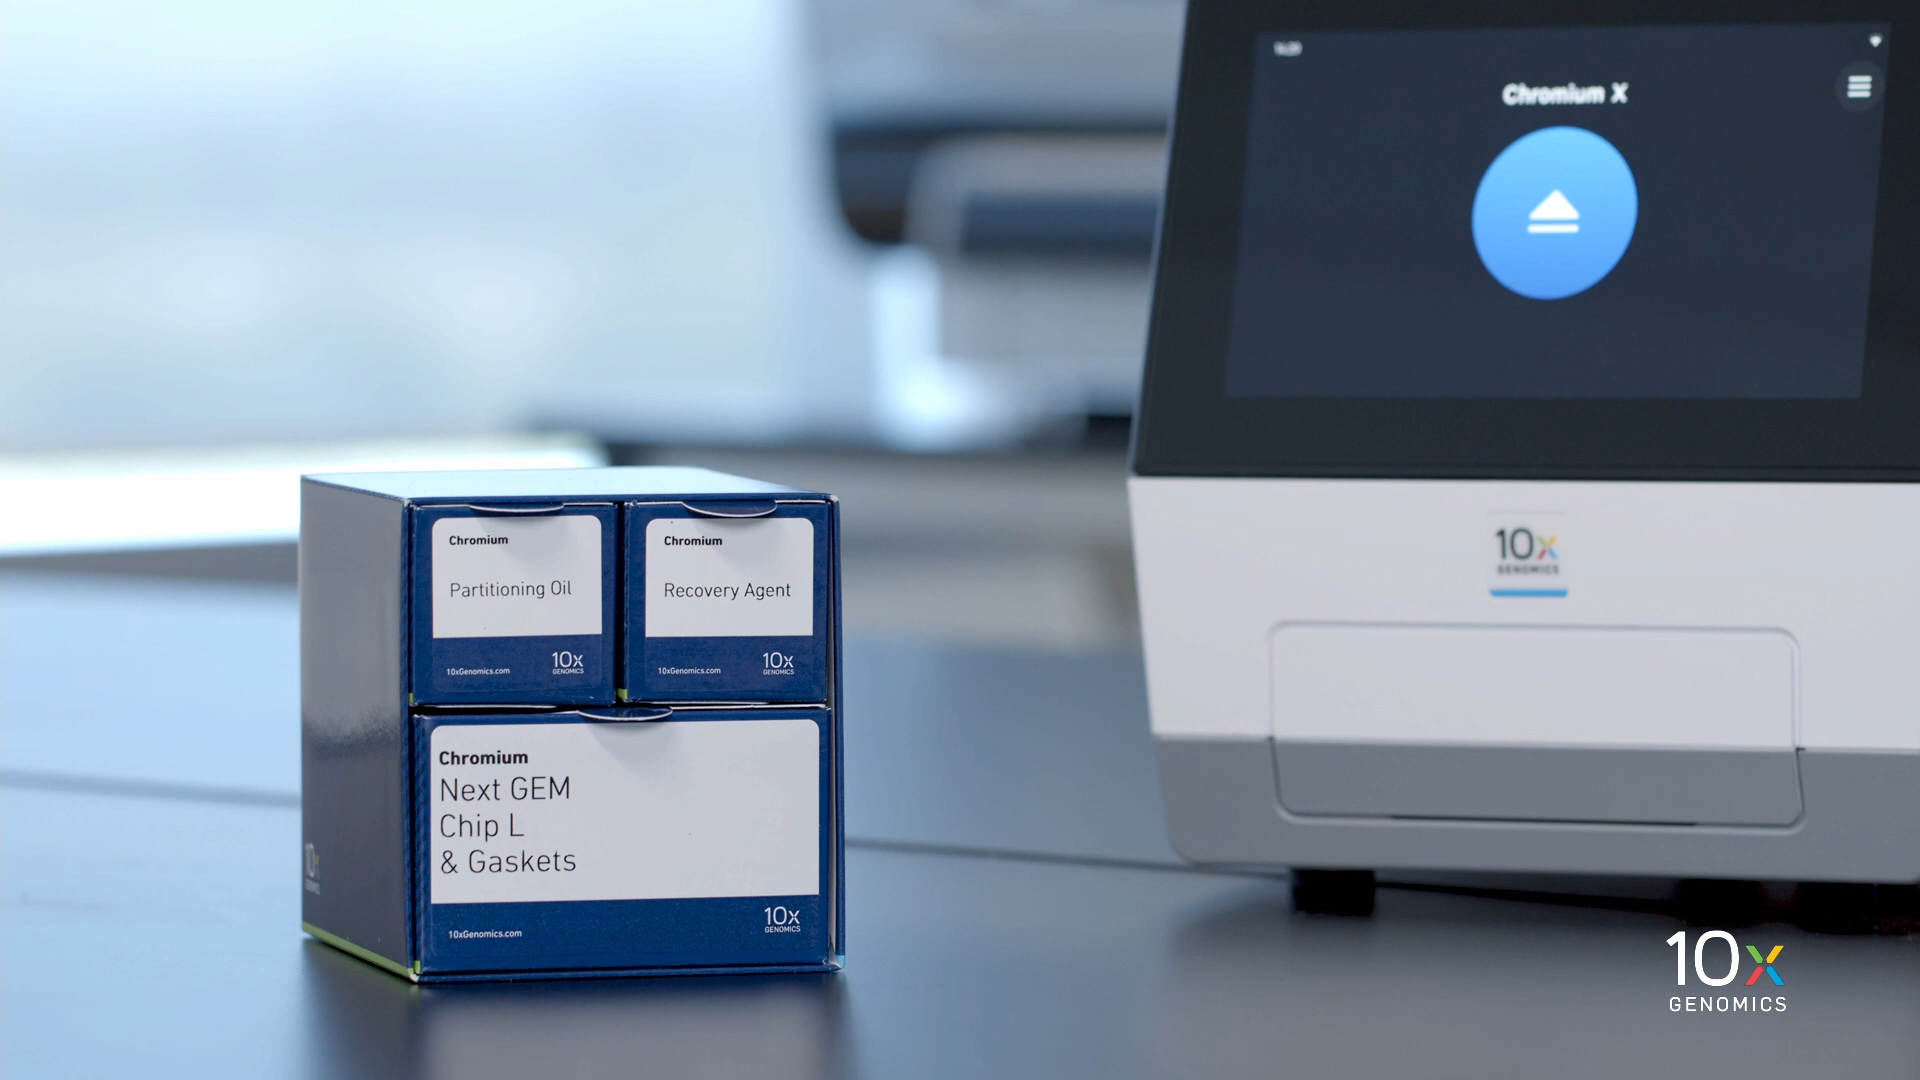 Chromium X
Chromium
Partitioning Oil
10xGenomics.com
10x
GENOMICS
Chromium
Recovery Agent
10xGenomics.com
10x
GENOMICS
Chromium
Next GEM
Chip L
& Gaskets
10xGenomics.com
10x
GENOMICS
10x
GENOMICS
10x
GENOMICS